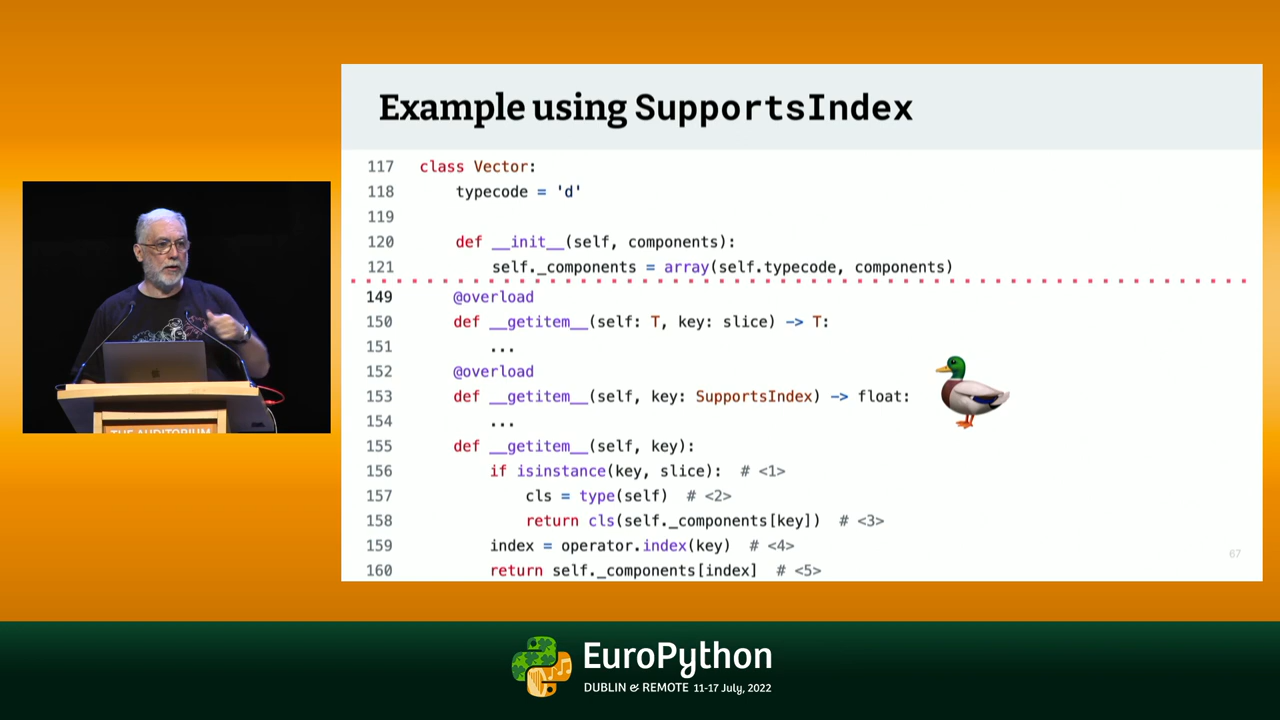 Example using SupportsIndex
117 class Vector:
118 typecode = 'd'
119
120 def __init__(self, components):
121 self._components = array(self.typecode, components)
149 @overload
150 def __getitem__(self: T, key: slice) -> T:
151 ...
152 @overload
153 def __getitem__(self, key: SupportsIndex) -> float:
154 ...
155 def __getitem__(self, key):
156 if isinstance(key, slice): # <1>
157 cls = type(self) # <2>
158 return cls(self._components[key]) # <3>
159 index = operator.index(key) # <4>
160 return self._components[index] # <5>
67
THE AUDITORIUM
EuroPython
DUBLIN & REMOTE 11-17 July, 2022